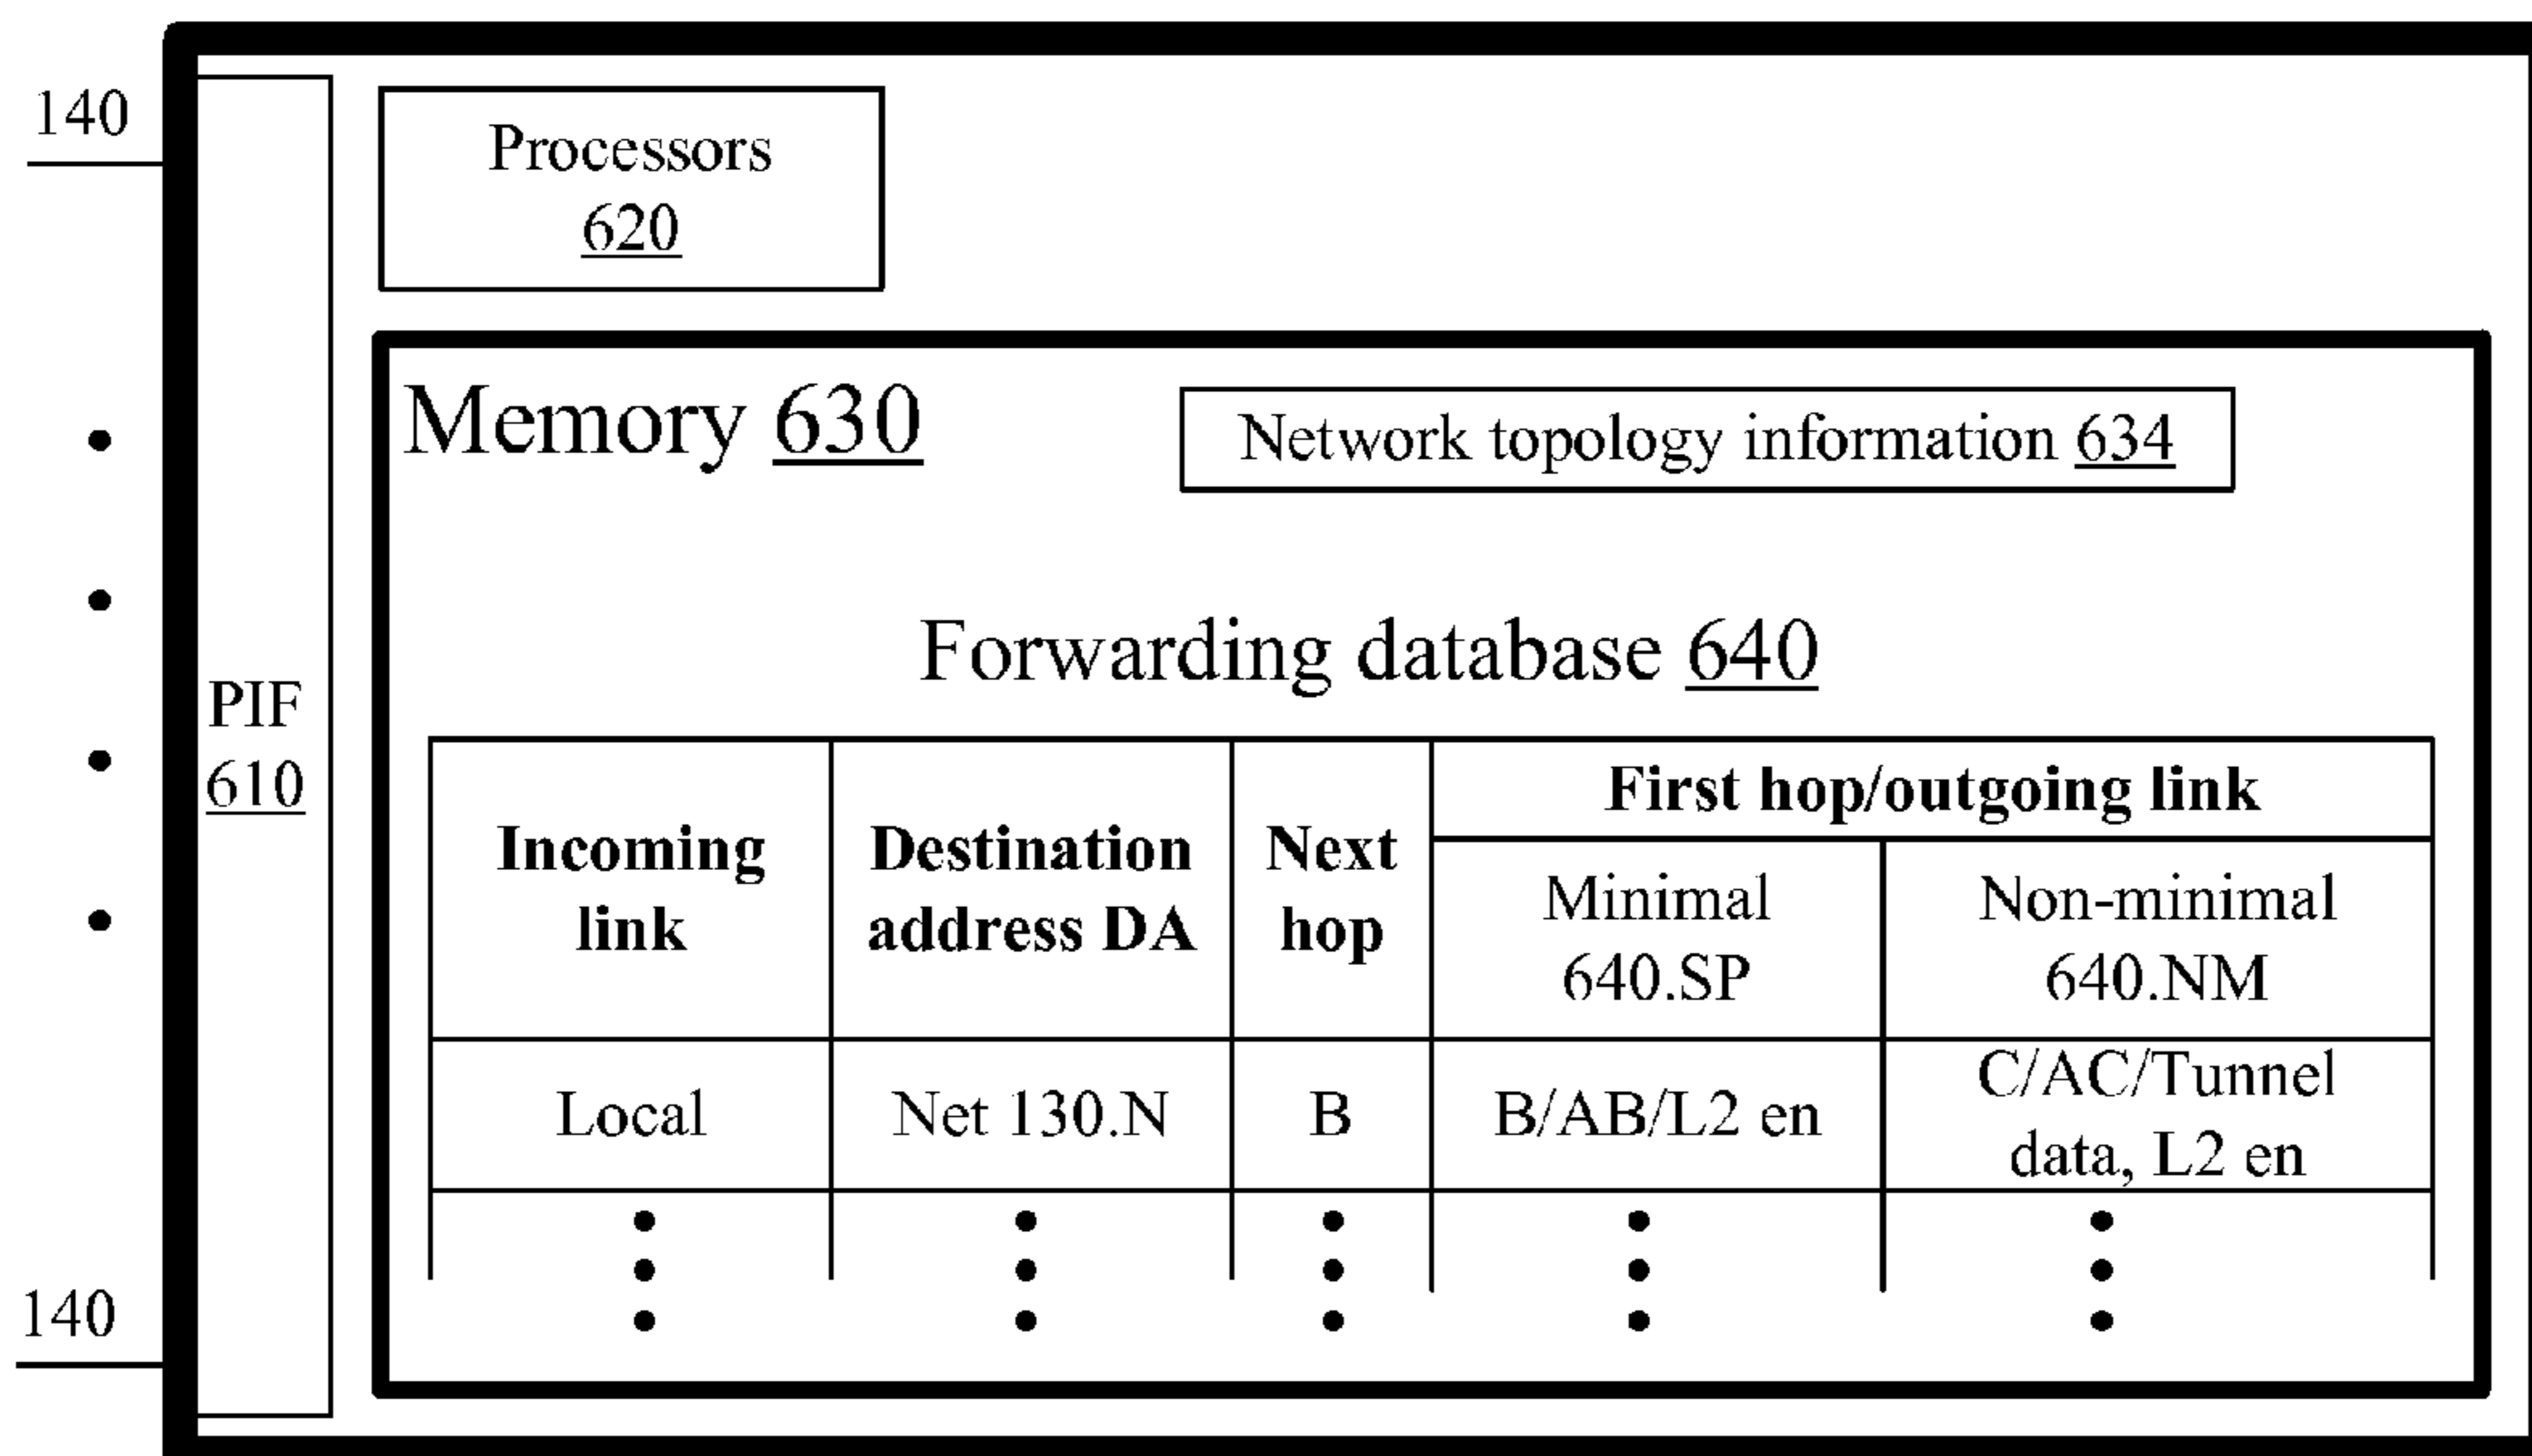 140
Processors
620
Memory 630
Network topology information 634
Forwarding database 640
PIF
610
Incoming
link
Destination
address DA
Next
hop
First hop/outgoing link
Minimal
640.SP
Non-minimal
640.NM
Local
Net 130.N
B
B/AB/L2 en
C/AC/Tunnel
data, L2 en
140